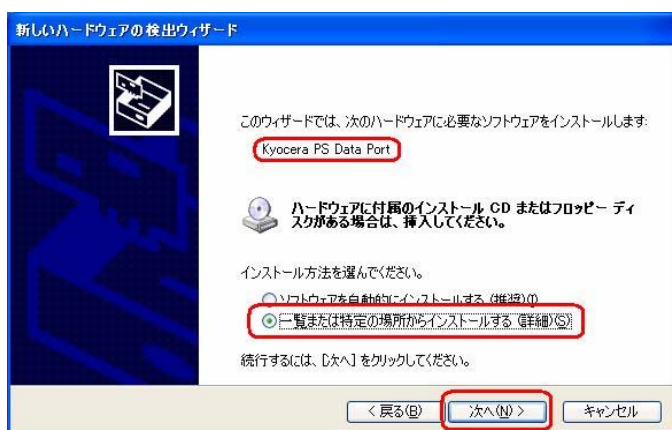 新しいハードウェアの検出ウィザード
このウィザードでは、次のハードウェアに必要なソフトウェアをインストールします:
Kyocera PS Data Port
ハードウェアに付属のインストール CD またはフロッピー ディ
スクがある場合は、挿入してください。
インストール方法を選んでください。
ソフトウェアを自動的にインストールする (推奨)(I)
一覧または特定の場所からインストールする (詳細)(S)
続行するには、[次へ] をクリックしてください。
< 戻る(B)
次へ(N) >
キャンセル